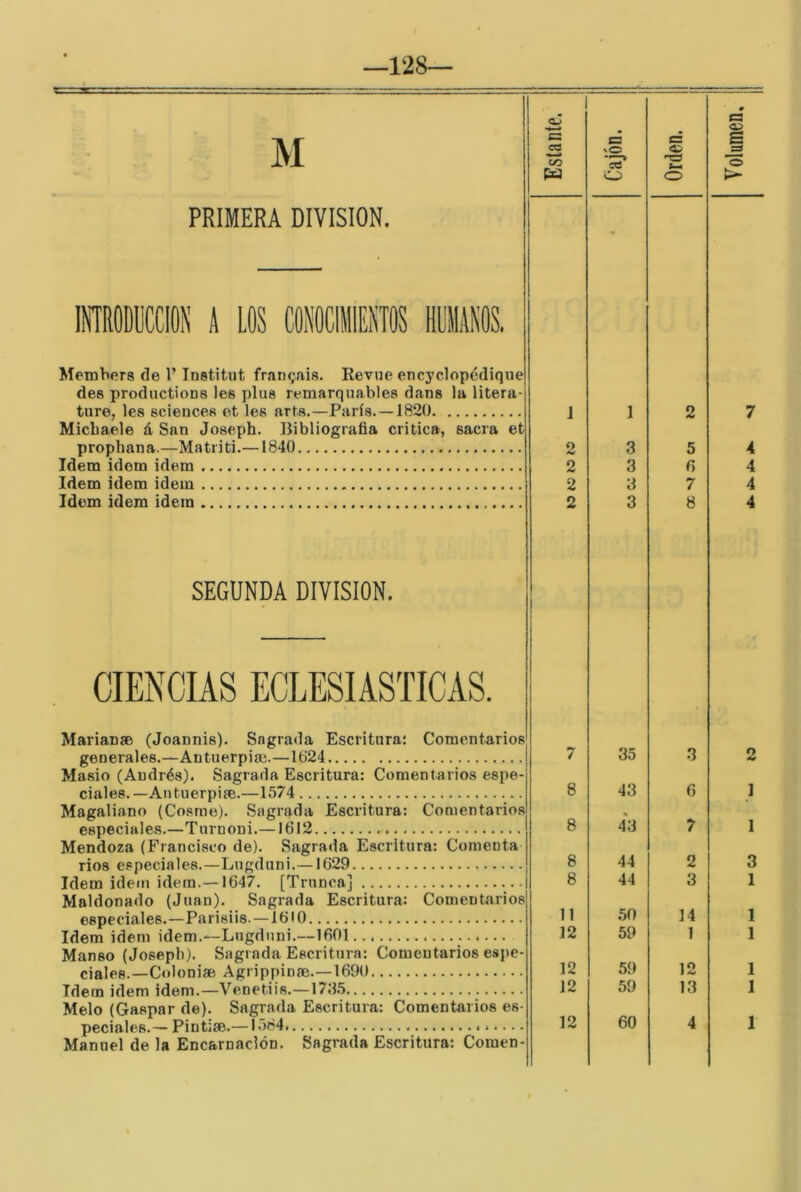 —128—
M
Estante.
Cajón.
Orden.
Volumen.
PRIMERA DIVISION.
INTRODUCCION A LOS CONOCIMIENTOS HUMANOS.
Members de l' Institut français. Revue encyclopédique
des productions les plus remarquables dans la litera-
ture, les sciences et les arts.—París.—1820.......... 1 1 2 7
Michaele á San Joseph. Bibliografia critica, sacra et
prophana.—Matriti.—1840.......... 2 3 5 4
Idem idem idem.......... 2 3 6 4
Idem idem idem.......... 2 3 7 4
Idem idem idem.......... 2 3 8 4
SEGUNDA DIVISION.
CIENCIAS ECLESIASTICAS.
Marianæ (Joannis). Sagrada Escritura: Comentarios
generales.—Antuerpiæ.—1624.......... 7 35 3 2
Masio (Andrés). Sagrada Escritura: Comentarios espe-
ciales.—Antuerpiæ.—1574.......... 8 43 6 1
Magaliano (Cosme). Sagrada Escritura: Comentarios
especiales.—Turnoni.—1612.......... 8 43 7 1
Mendoza (Francisco de). Sagrada Escritura: Comenta
rios especiales.—Lugduni.—1629.......... 8 44 2 3
Idem idem idem.—1647. [Trunca].......... 8 44 3 1
Maldonado (Juan). Sagrada Escritura: Comentarios
especiales.—Parisiis.—1610.......... 11 50 14 1
Idem idem idem.—Lugduni.—1601.......... 12 59 1 1
Manso (Joseph). Sagrada Escritura: Comentarios espe-
ciales.—Coloniæ Agrippinæ.—1690.......... 12 59 12 1
Idem idem idem.—Venetiis.—1735.......... 12 59 13 1
Melo (Gaspar de). Sagrada Escritura: Comentarios es-
peciales.—Pintiæ.—1584.......... 12 60 4 1
Manuel de la Encarnación. Sagrada Escritura: Comen-